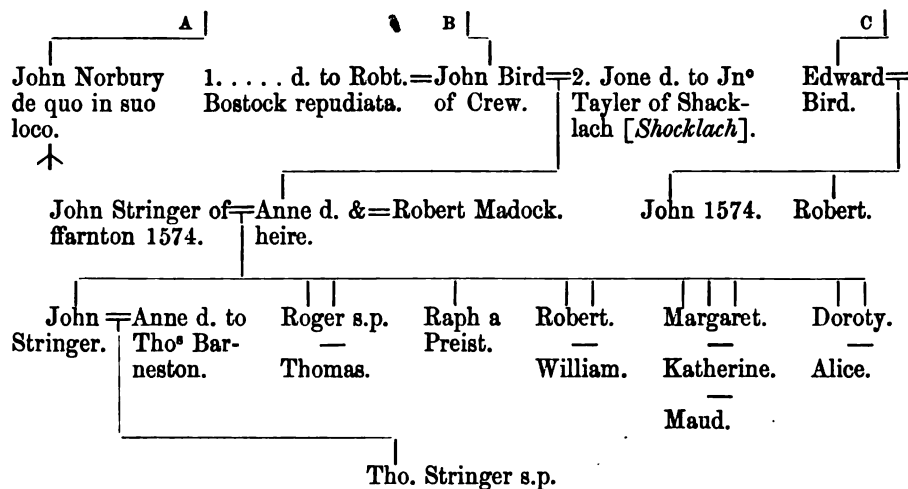 A B C
John Norbury 1. . . . . d. to Robt.=John Bird=2. Jone d. to Jnº Edward=
de quo in suo Bostock repudiata. of Crew. Tayler of Shack- Bird.
loco. lach [Shocklach].
John Stringer of=Anne d. &=Robert Madock. John 1574. Robert.
ffarnton 1574. heire.
John=Anne d. to Roger s.p. Raph a Robert. Margaret. Doroty.
Stringer. Thoˢ Bar- — Preist. — — —
neston. Thomas. William. Katherine. Alice.
—
Maud.
Tho. Stringer s.p.